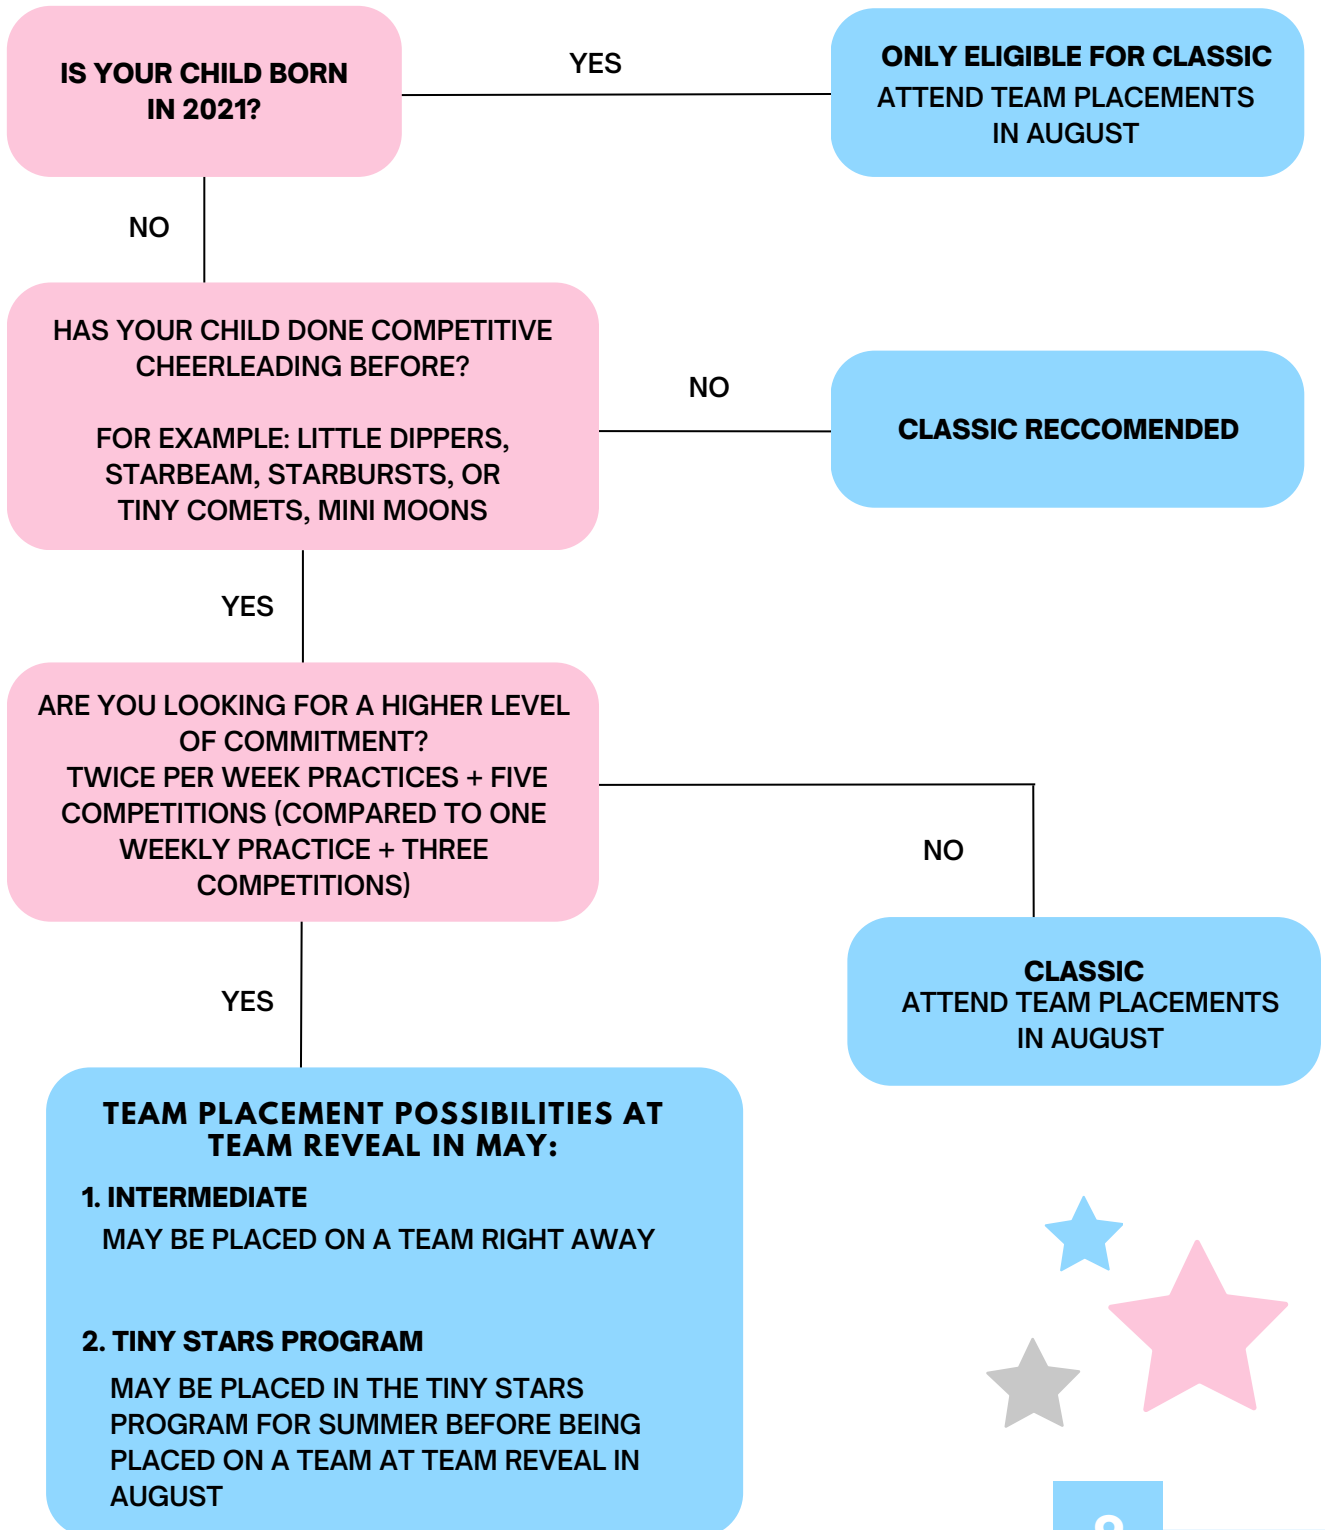 IS YOUR CHILD BORN
IN 2021?
YES
ONLY ELIGIBLE FOR CLASSIC
ATTEND TEAM PLACEMENTS
IN AUGUST
NO
HAS YOUR CHILD DONE COMPETITIVE
CHEERLEADING BEFORE?
FOR EXAMPLE: LITTLE DIPPERS,
STARBEAM, STARBURSTS, OR
TINY COMETS, MINI MOONS
NO
CLASSIC RECCOMENDED
YES
ARE YOU LOOKING FOR A HIGHER LEVEL
OF COMMITMENT?
TWICE PER WEEK PRACTICES + FIVE
COMPETITIONS (COMPARED TO ONE
WEEKLY PRACTICE + THREE
COMPETITIONS)
NO
CLASSIC
ATTEND TEAM PLACEMENTS
IN AUGUST
YES
TEAM PLACEMENT POSSIBILITIES AT
TEAM REVEAL IN MAY:
1. INTERMEDIATE
MAY BE PLACED ON A TEAM RIGHT AWAY
2. TINY STARS PROGRAM
MAY BE PLACED IN THE TINY STARS
PROGRAM FOR SUMMER BEFORE BEING
PLACED ON A TEAM AT TEAM REVEAL IN
AUGUST